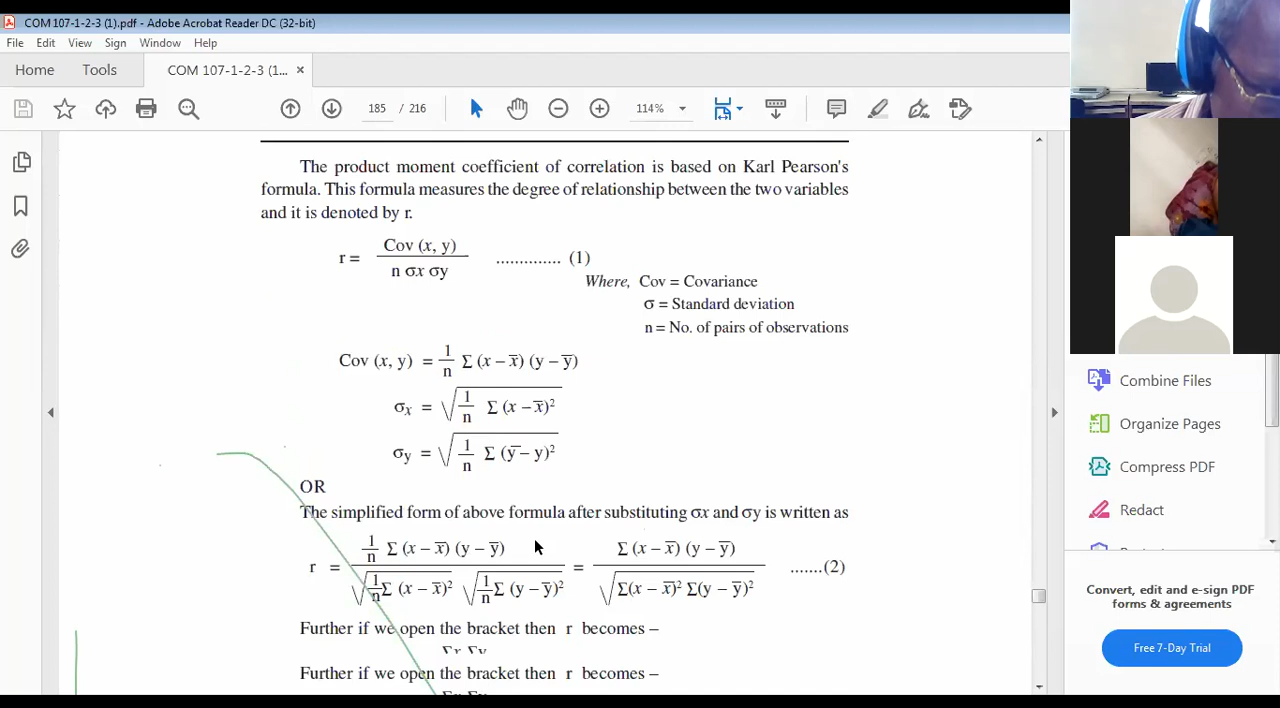 COM 107-1-2-3 (1).pdf - Adobe Acrobat Reader DC (32-bit)
File Edit View Sign Window Help
Home Tools COM 107-1-2-3 (1... ×
185 / 216 114%
The product moment coefficient of correlation is based on Karl Pearson's
formula. This formula measures the degree of relationship between the two variables
and it is denoted by r.
r = Cov (x, y) / n σx σy .............. (1)
Where, Cov = Covariance
σ = Standard deviation
n = No. of pairs of observations
Cov (x, y) = 1/n Σ (x – x̅) (y – y̅)
σx = √ 1/n Σ (x – x̅)²
σy = √ 1/n Σ (y̅ – y)²
OR
The simplified form of above formula after substituting σx and σy is written as
r = 1/n Σ (x – x̅) (y – y̅) / √ 1/n Σ (x – x̅)² √ 1/n Σ (y – y̅)² = Σ (x – x̅) (y – y̅) / √ Σ(x – x̅)² Σ(y – y̅)² .......(2)
Further if we open the bracket then r becomes –
Further if we open the bracket then r becomes –
Combine Files
Organize Pages
Compress PDF
Redact
Convert, edit and e-sign PDF
forms & agreements
Free 7-Day Trial